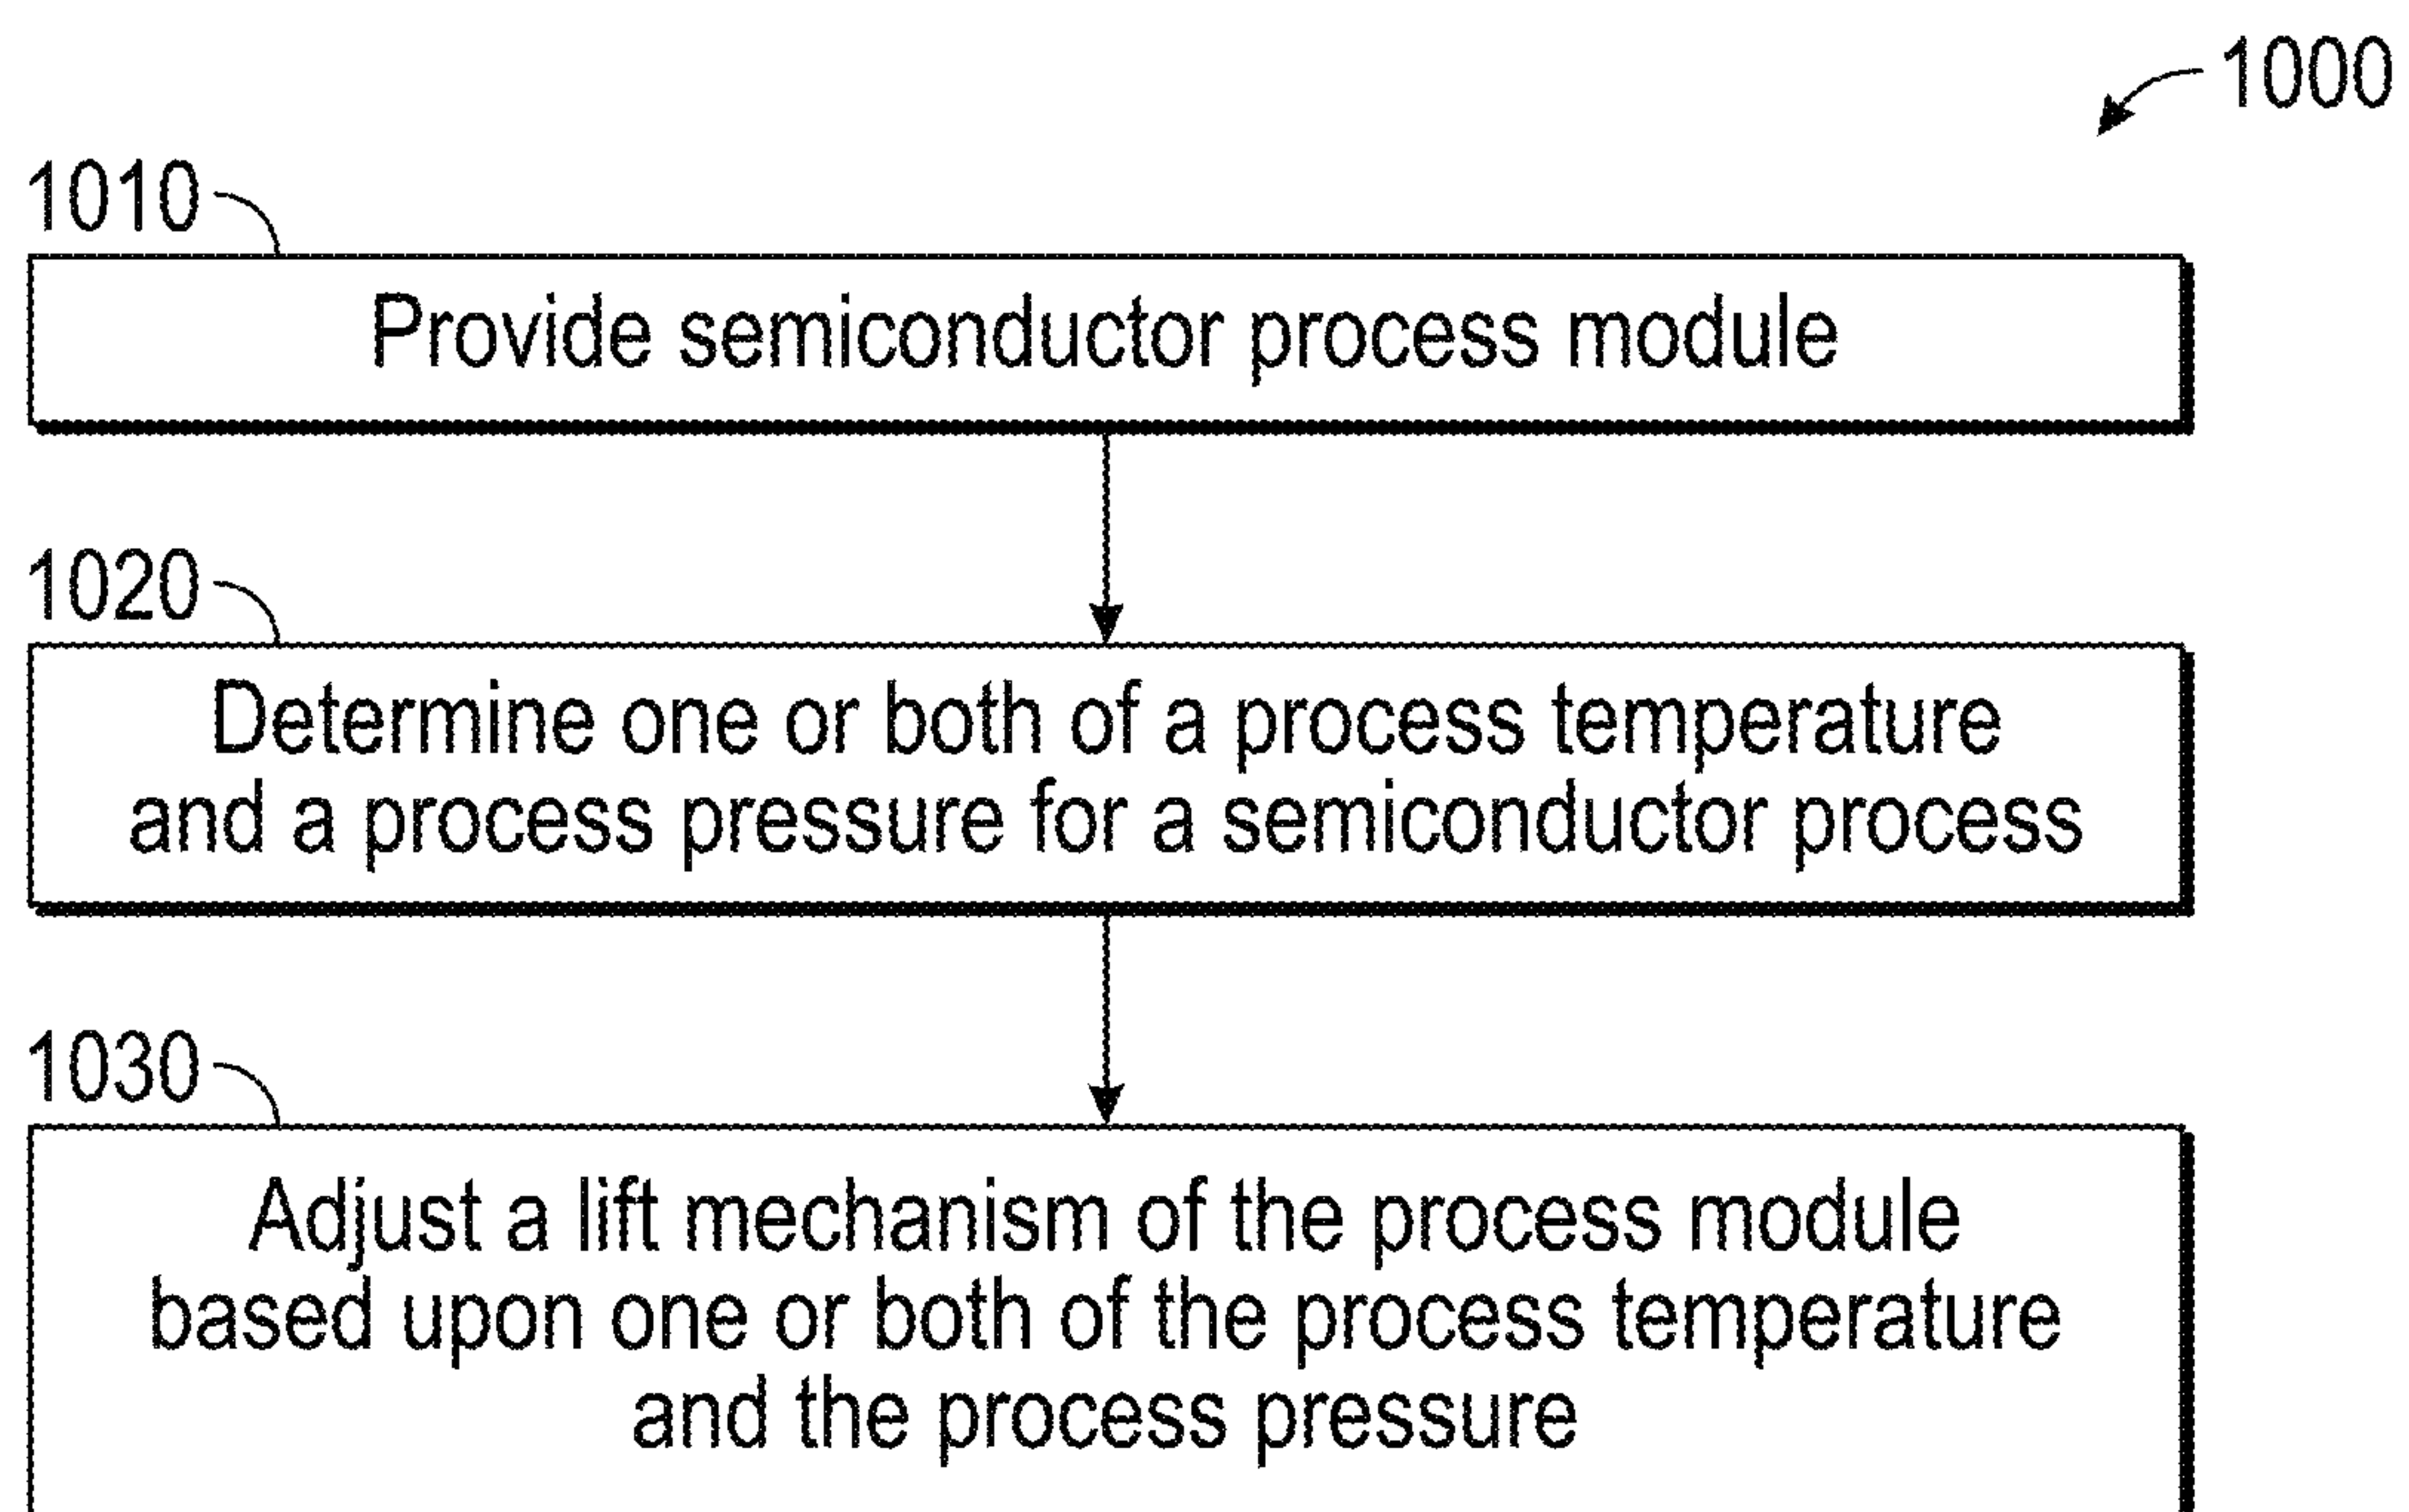 1000
1010
Provide semiconductor process module
1020
Determine one or both of a process temperature
and a process pressure for a semiconductor process
1030
Adjust a lift mechanism of the process module
based upon one or both of the process temperature
and the process pressure